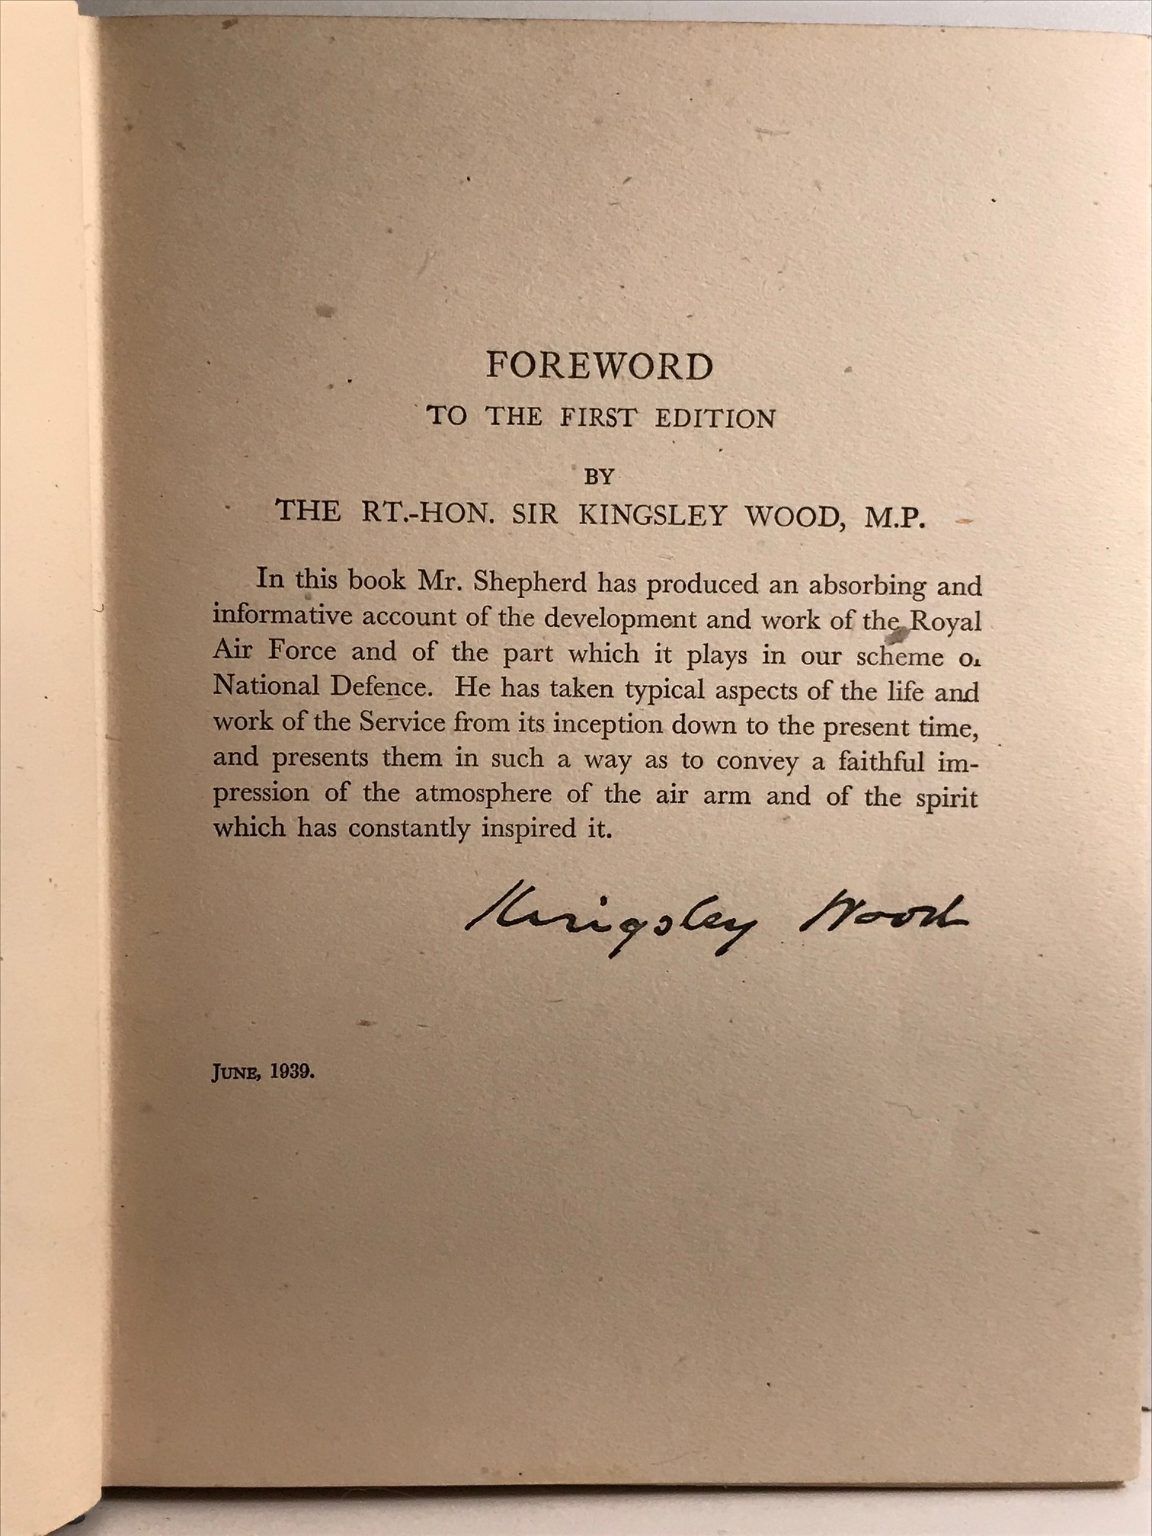 FOREWORD
TO THE FIRST EDITION
BY
THE RT.-HON. SIR KINGSLEY WOOD, M.P.
In this book Mr. Shepherd has produced an absorbing and
informative account of the development and work of the Royal
Air Force and of the part which it plays in our scheme of
National Defence. He has taken typical aspects of the life and
work of the Service from its inception down to the present time,
and presents them in such a way as to convey a faithful im-
pression of the atmosphere of the air arm and of the spirit
which has constantly inspired it.
Kingsley Wood
JUNE, 1939.